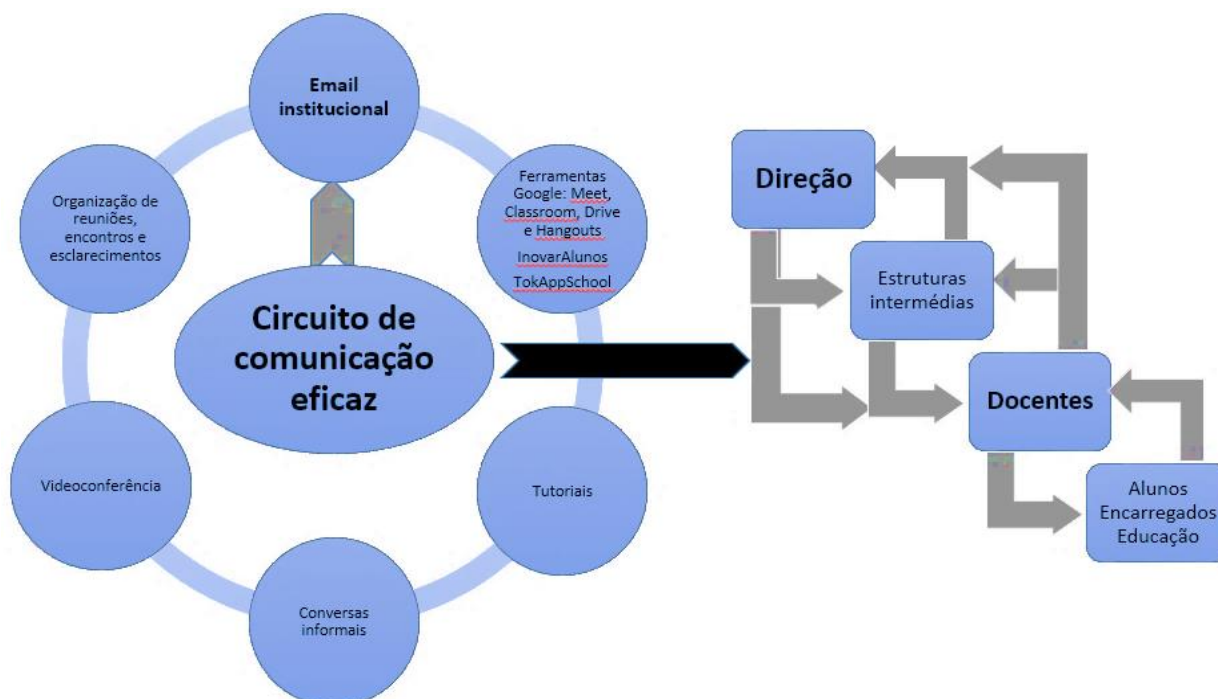 Email
institucional
Ferramentas
Google: Meet,
Classroom, Drive
e Hangouts
InovarAlunos
TokAppSchool
Tutoriais
Conversas
informais
Videoconferência
Organização de
reuniões,
encontros e
esclarecimentos
Circuito de
comunicação
eficaz
Direção
Estruturas
intermédias
Docentes
Alunos
Encarregados
Educação